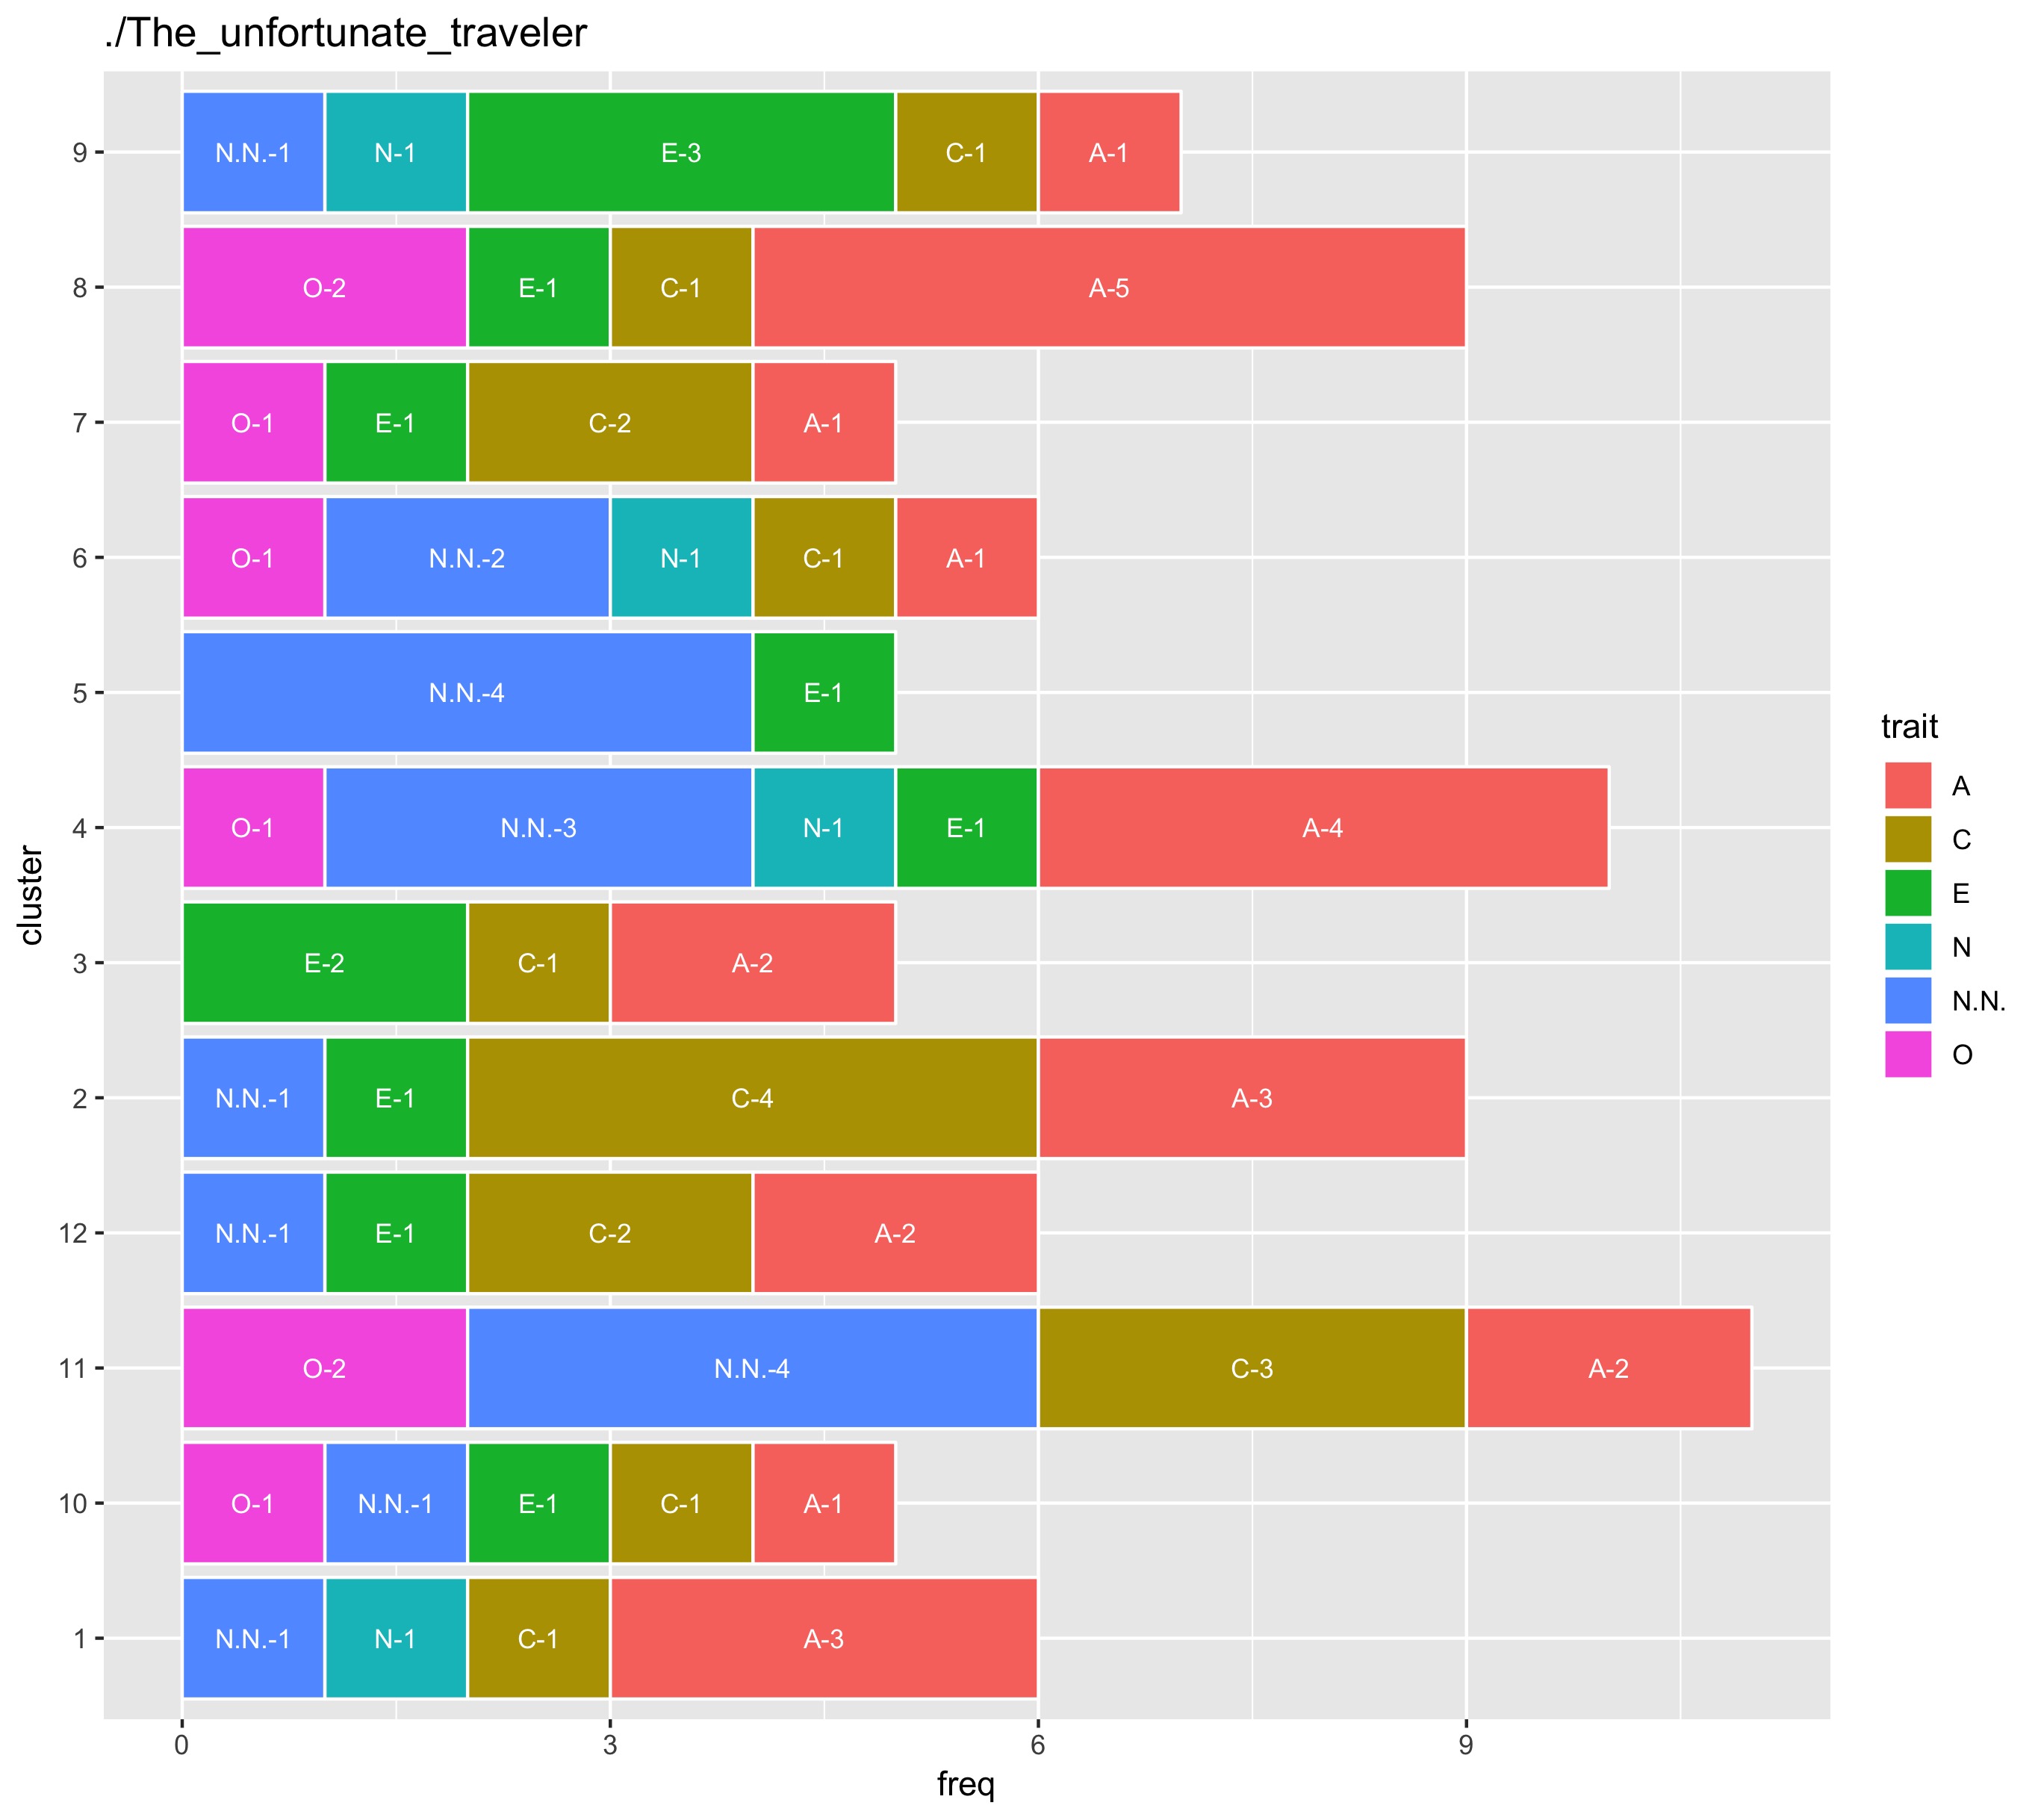 ./The_unfortunate_traveler
9 N.N.-1 N-1 E-3 C-1 A-1
8 O-2 E-1 C-1 A-5
7 O-1 E-1 C-2 A-1
6 O-1 N.N.-2 N-1 C-1 A-1
5 N.N.-4 E-1
4 O-1 N.N.-3 N-1 E-1 A-4
3 E-2 C-1 A-2
2 N.N.-1 E-1 C-4 A-3
12 N.N.-1 E-1 C-2 A-2
11 O-2 N.N.-4 C-3 A-2
10 O-1 N.N.-1 E-1 C-1 A-1
1 N.N.-1 N-1 C-1 A-3
0 3 6 9
freq
cluster
trait
A
C
E
N
N.N.
O